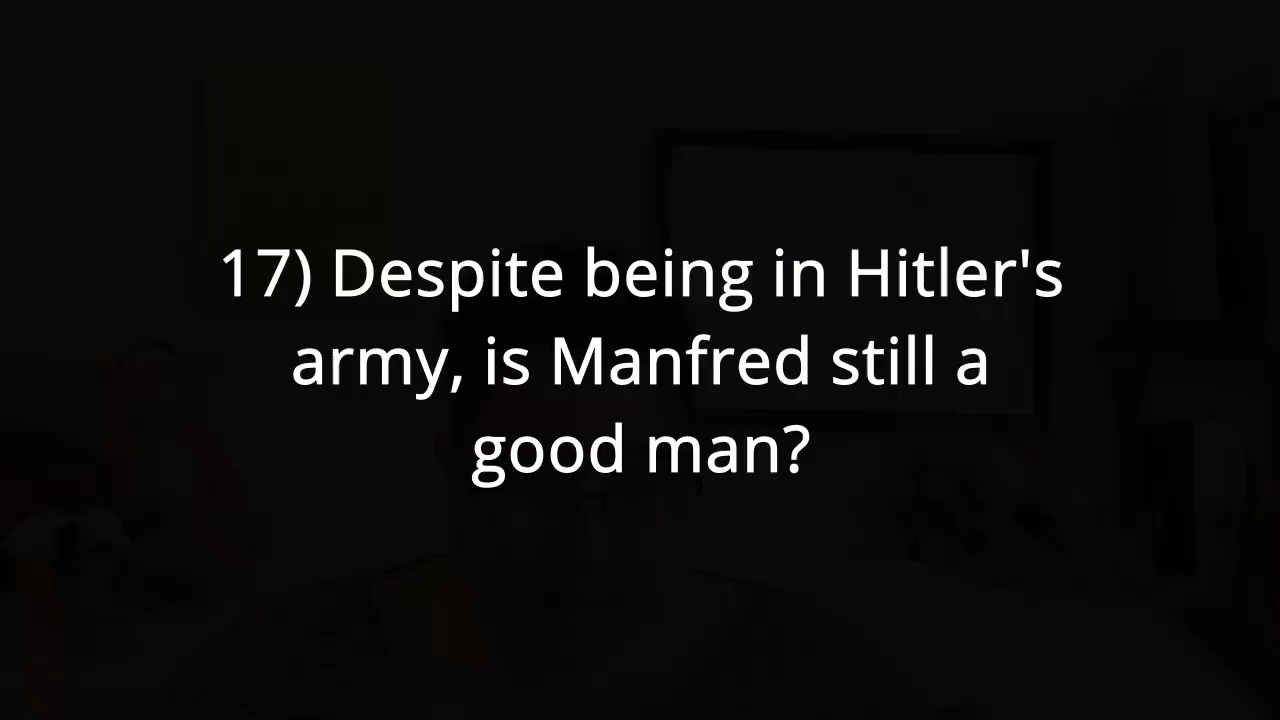 17) Despite being in Hitler's
army, is Manfred still a
good man?